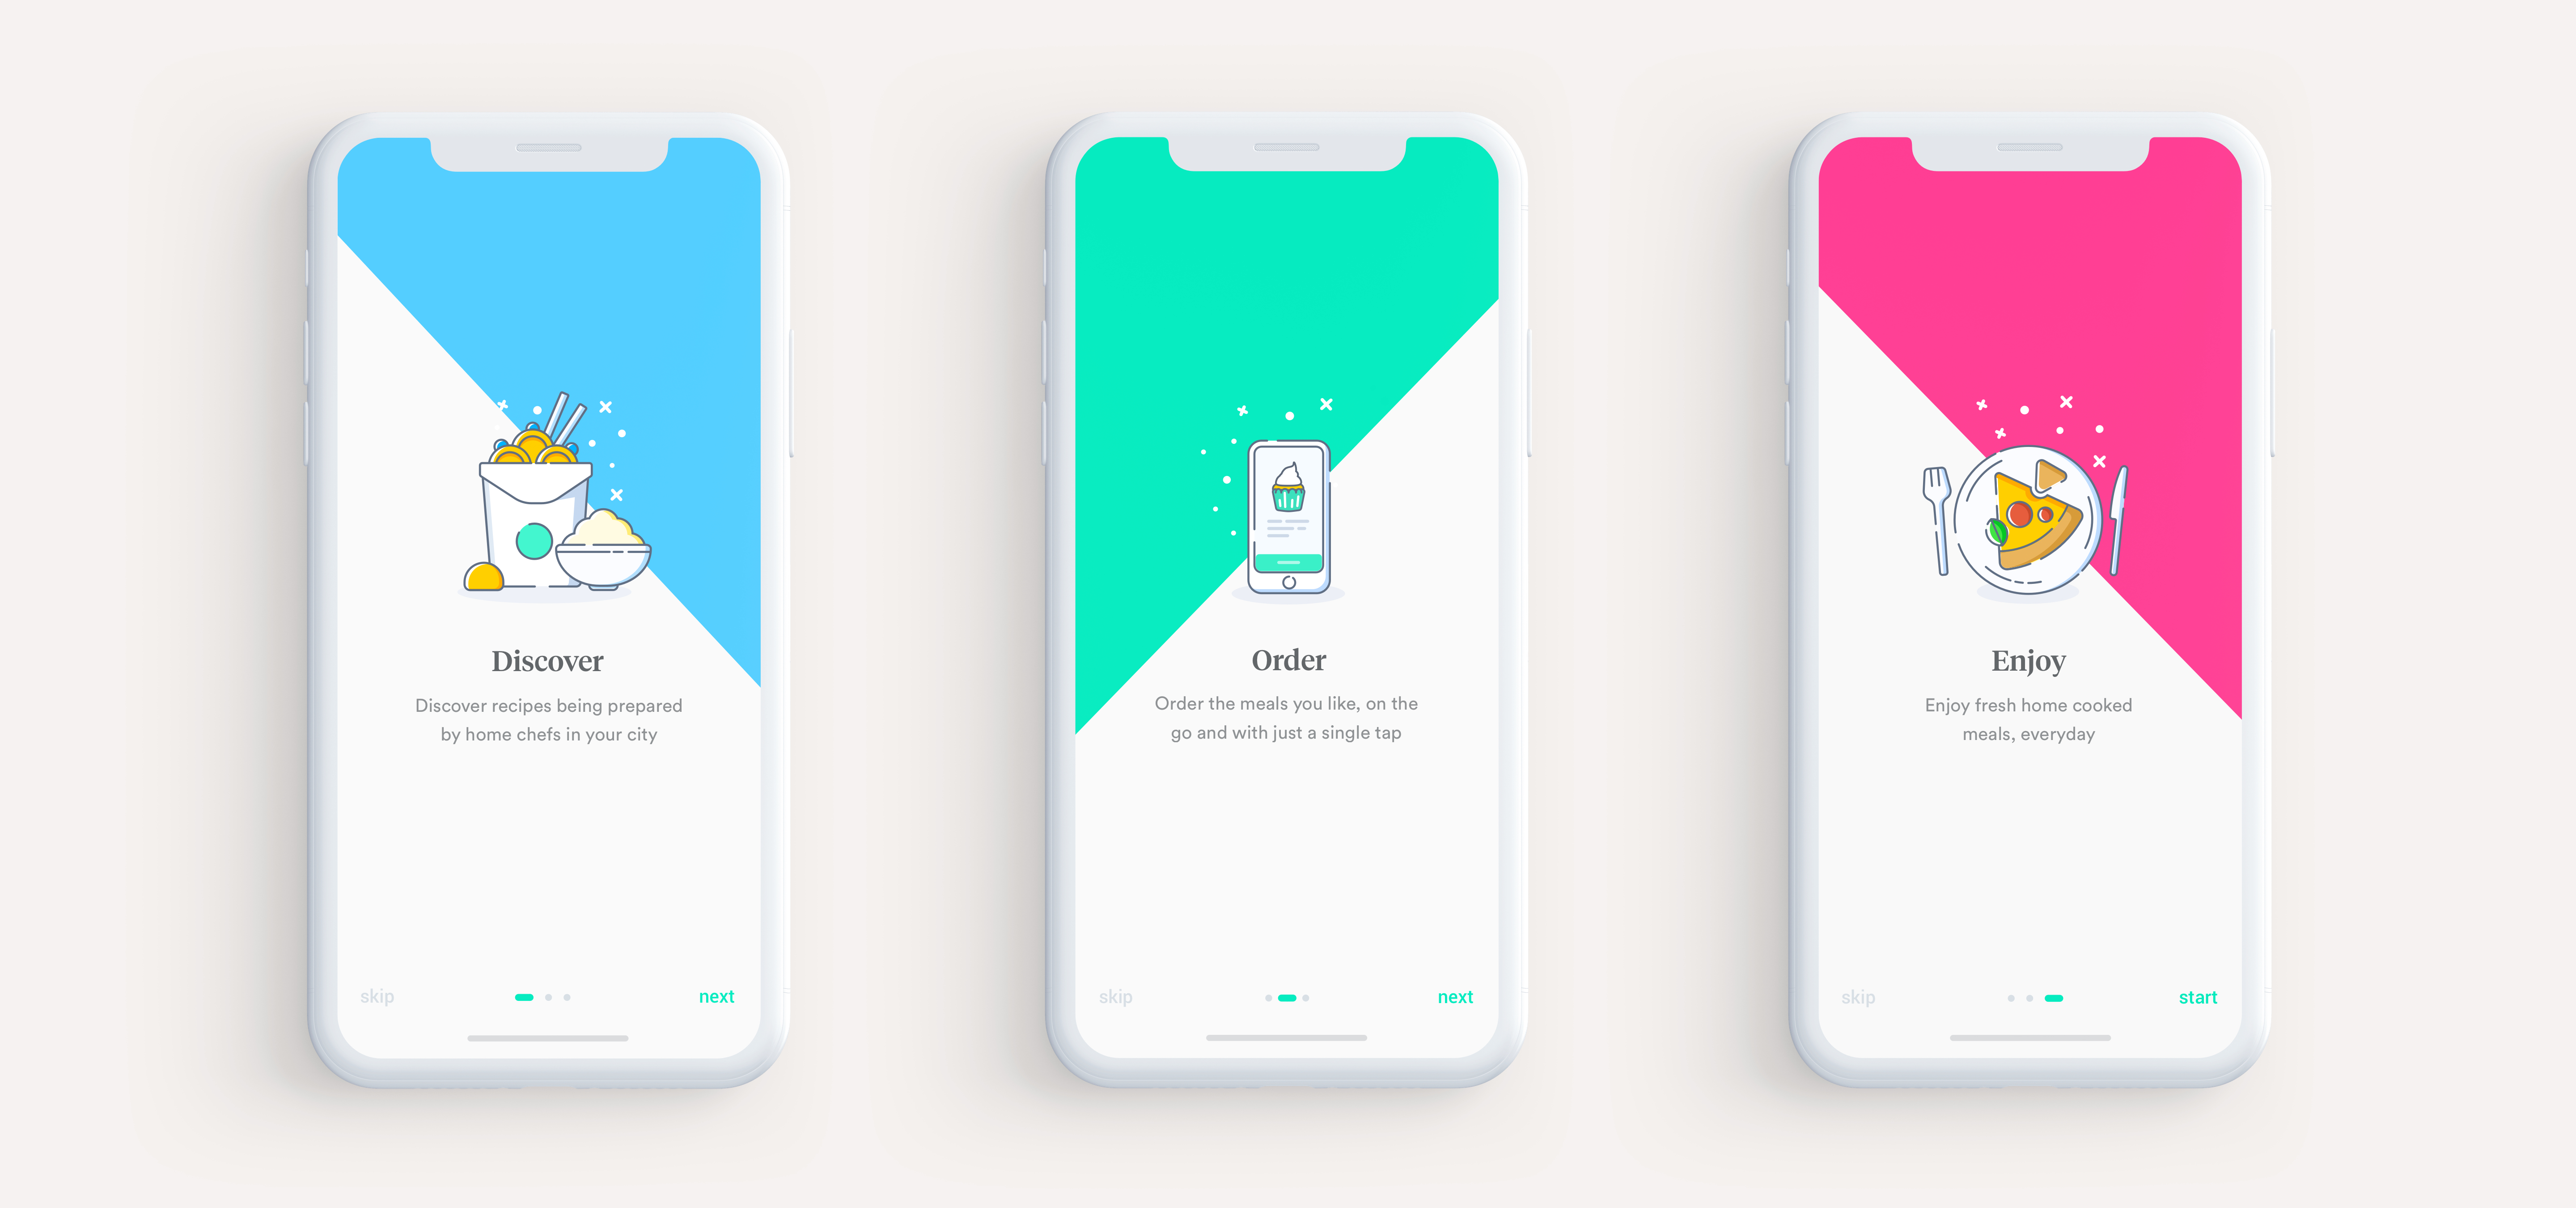 Discover
Discover recipes being prepared
by home chefs in your city
skip
next
Order
Order the meals you like, on the
go and with just a single tap
skip
next
Enjoy
Enjoy fresh home cooked
meals, everyday
skip
start